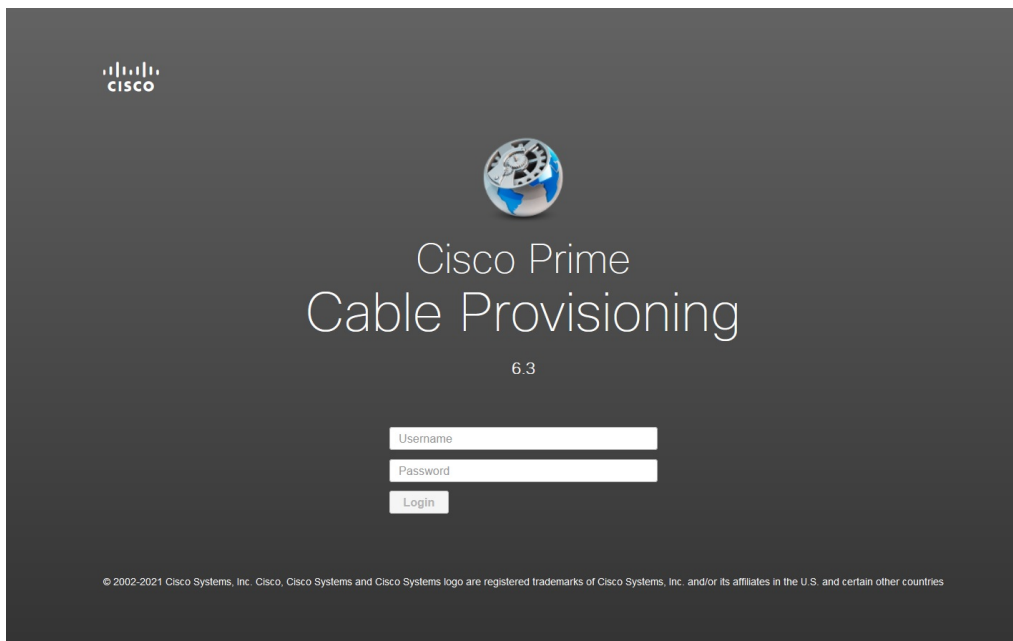 CISCO
Cisco Prime
Cable Provisioning
6.3
Username
Password
Login
© 2002-2021 Cisco Systems, Inc. Cisco, Cisco Systems and Cisco Systems logo are registered trademarks of Cisco Systems, Inc. and/or its affiliates in the U.S. and certain other countries